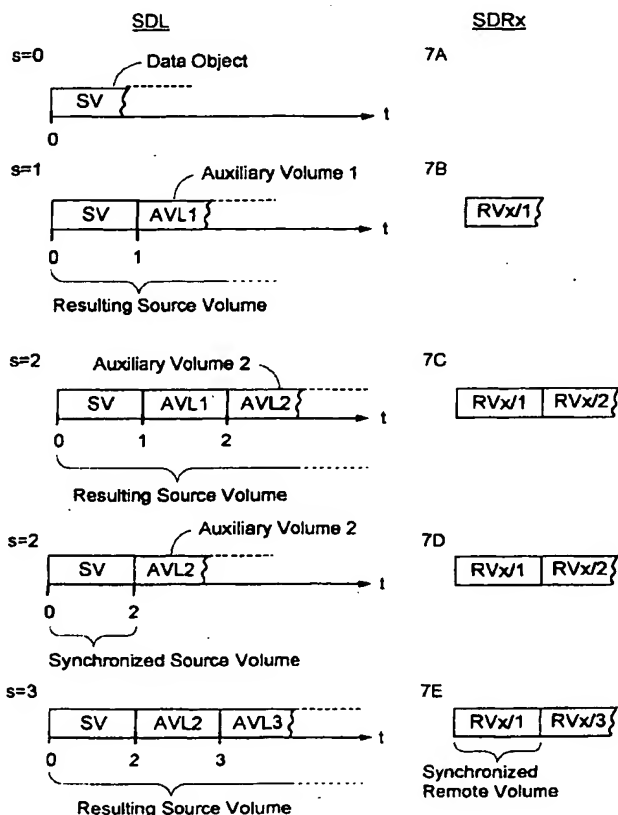 SDL SDRx
s=0 Data Object 7A
SV
t
0
s=1 Auxiliary Volume 1 7B
SV AVL1 RVx/1
t
0 1
Resulting Source Volume
s=2 Auxiliary Volume 2 7C
SV AVL1 AVL2 RVx/1 RVx/2
t
0 1 2
Resulting Source Volume
s=2 Auxiliary Volume 2 7D
SV AVL2 RVx/1 RVx/2
t
0 2
Synchronized Source Volume
s=3 7E
SV AVL2 AVL3 RVx/1 RVx/3
t
0 2 3
Synchronized
Remote Volume
Resulting Source Volume